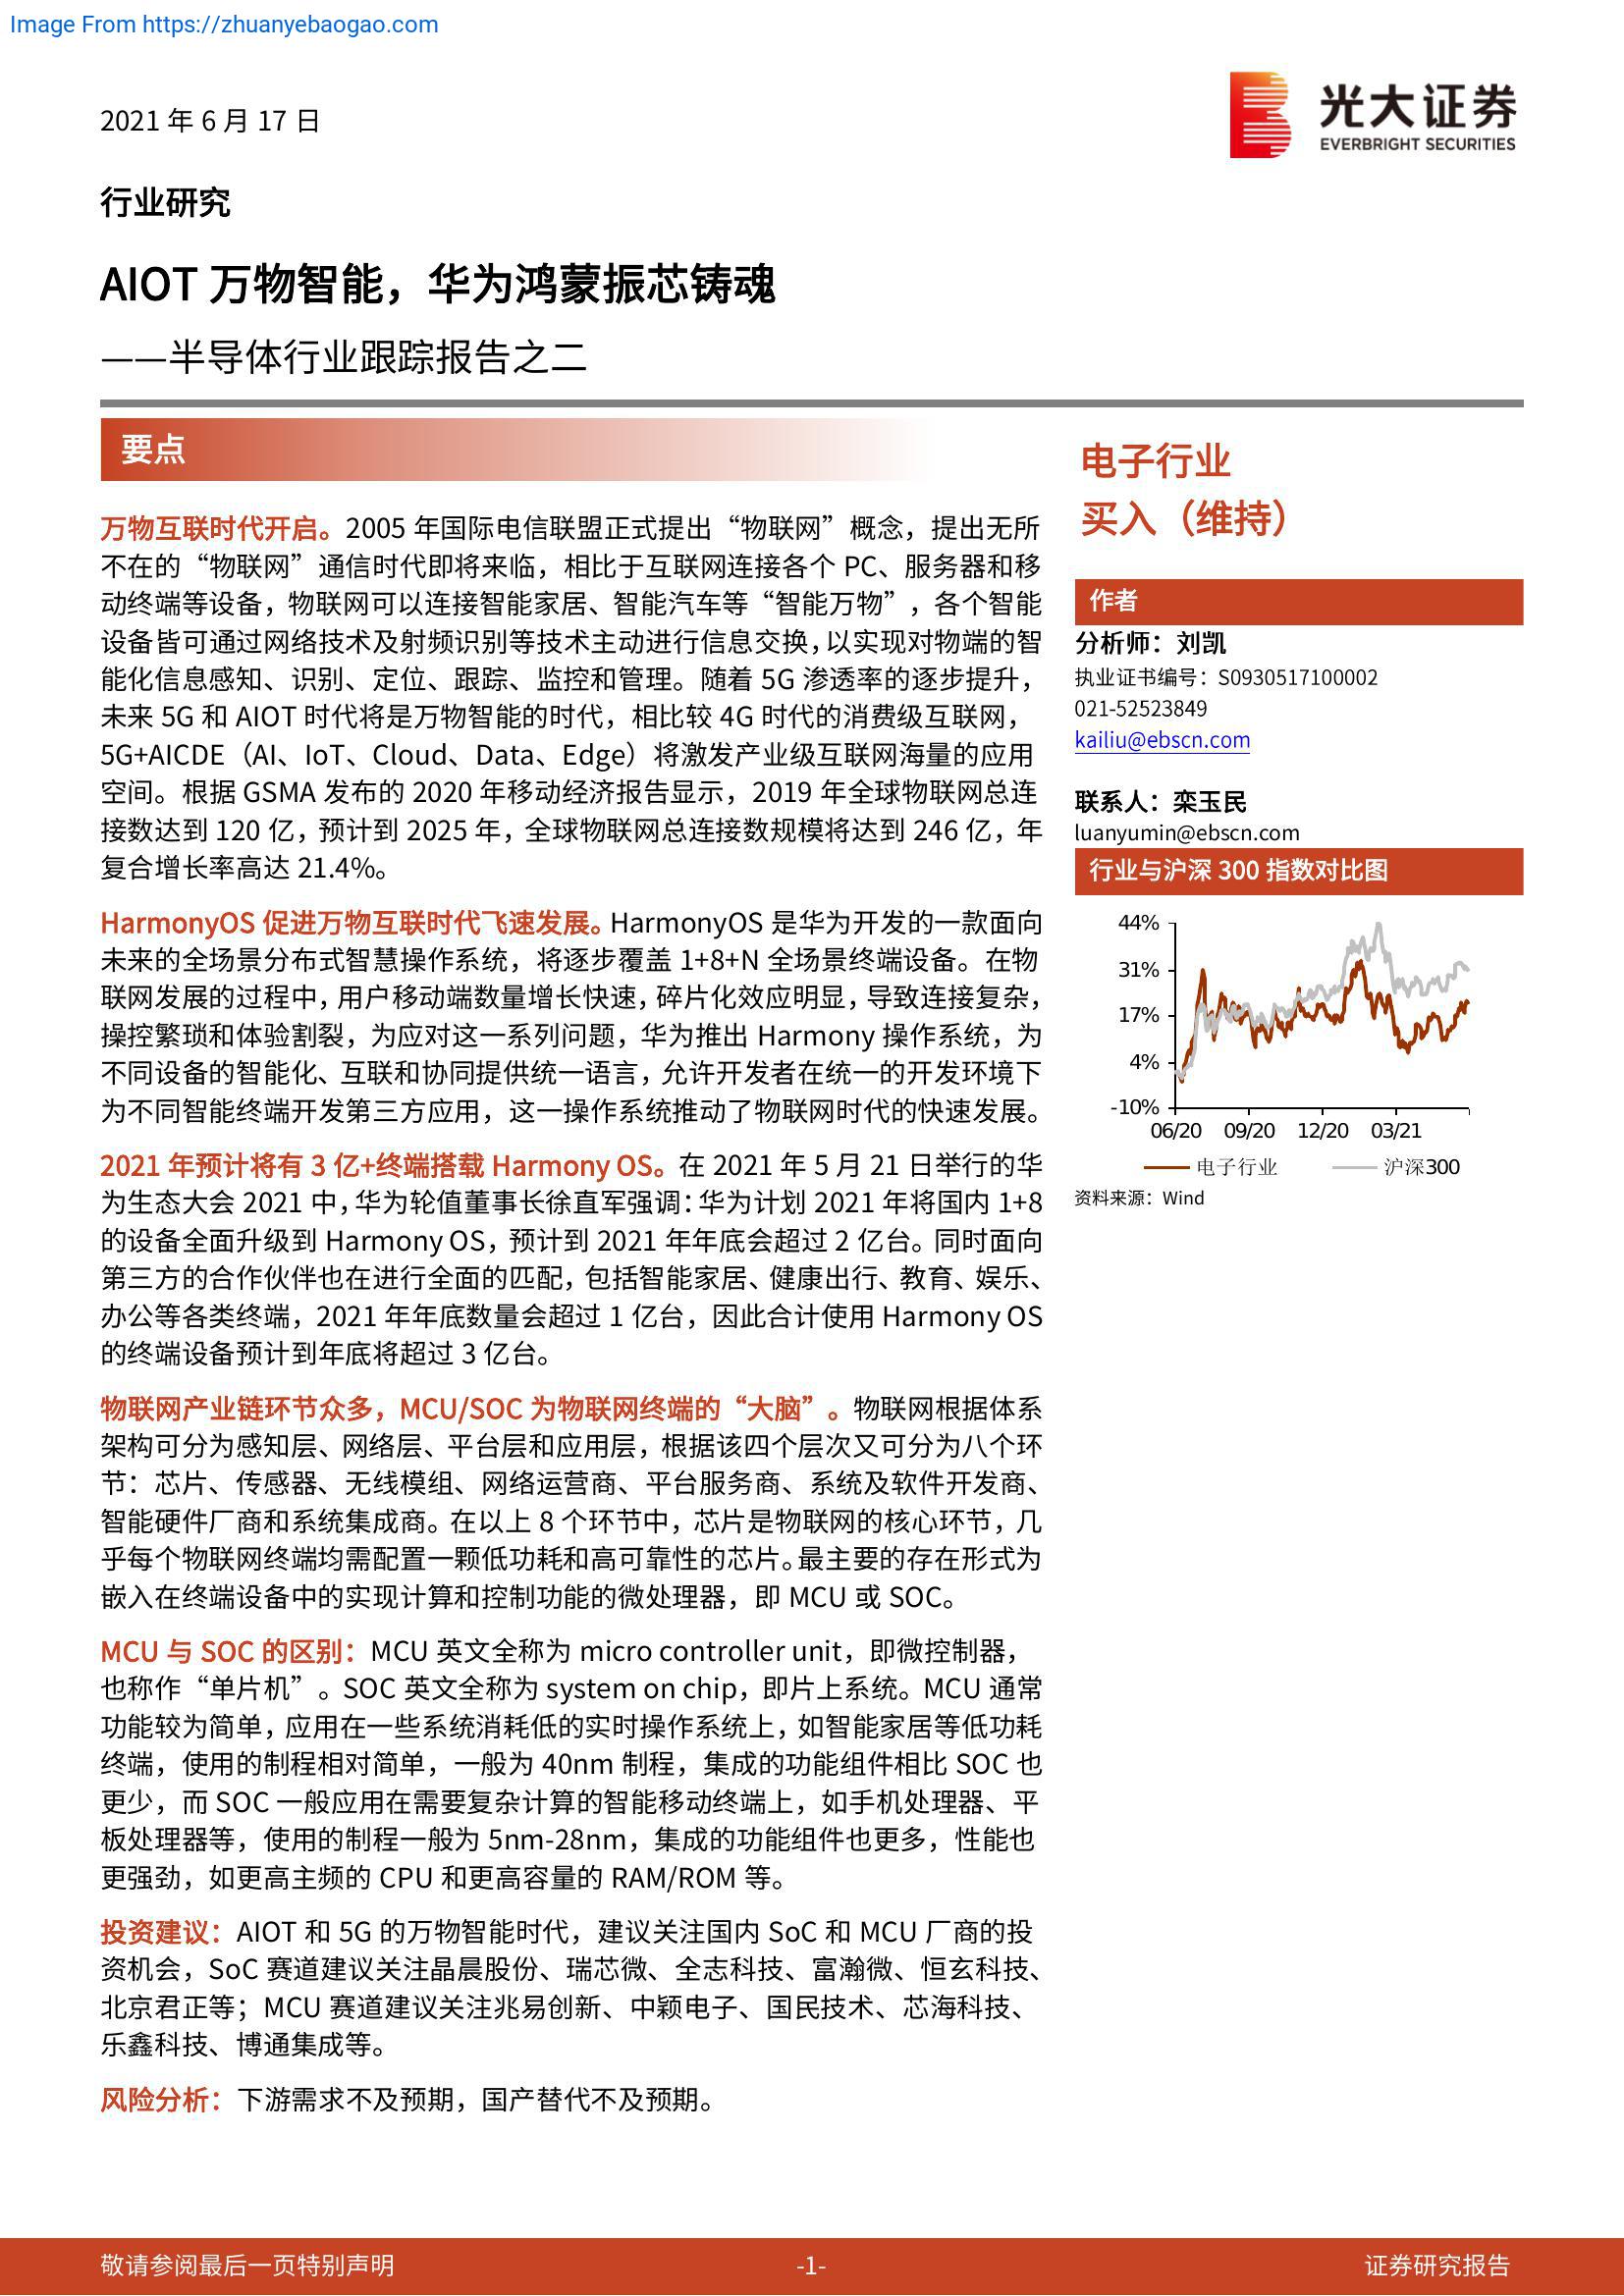 Image From https://zhuanyebaogao.com
2021 年 6 月 17 日
光大证券
EVERBRIGHT SECURITIES
行业研究
AIOT 万物智能，华为鸿蒙振芯铸魂
——半导体行业跟踪报告之二
要点
万物互联时代开启。2005 年国际电信联盟正式提出“物联网”概念，提出无所
不在的“物联网”通信时代即将来临，相比于互联网连接各个 PC、服务器和移
动终端等设备，物联网可以连接智能家居、智能汽车等“智能万物”，各个智能
设备皆可通过网络技术及射频识别等技术主动进行信息交换，以实现对物端的智
能化信息感知、识别、定位、跟踪、监控和管理。随着 5G 渗透率的逐步提升，
未来 5G 和 AIOT 时代将是万物智能的时代，相比较 4G 时代的消费级互联网，
5G+AICDE（AI、IoT、Cloud、Data、Edge）将激发产业级互联网海量的应用
空间。根据 GSMA 发布的 2020 年移动经济报告显示，2019 年全球物联网总连
接数达到 120 亿，预计到 2025 年，全球物联网总连接数规模将达到 246 亿，年
复合增长率高达 21.4%。
HarmonyOS 促进万物互联时代飞速发展。HarmonyOS 是华为开发的一款面向
未来的全场景分布式智慧操作系统，将逐步覆盖 1+8+N 全场景终端设备。在物
联网发展的过程中，用户移动端数量增长快速，碎片化效应明显，导致连接复杂，
操控繁琐和体验割裂，为应对这一系列问题，华为推出 Harmony 操作系统，为
不同设备的智能化、互联和协同提供统一语言，允许开发者在统一的开发环境下
为不同智能终端开发第三方应用，这一操作系统推动了物联网时代的快速发展。
2021 年预计将有 3 亿+终端搭载 Harmony OS。在 2021 年 5 月 21 日举行的华
为生态大会 2021 中，华为轮值董事长徐直军强调：华为计划 2021 年将国内 1+8
的设备全面升级到 Harmony OS，预计到 2021 年年底会超过 2 亿台。同时面向
第三方的合作伙伴也在进行全面的匹配，包括智能家居、健康出行、教育、娱乐、
办公等各类终端，2021 年年底数量会超过 1 亿台，因此合计使用 Harmony OS
的终端设备预计到年底将超过 3 亿台。
物联网产业链环节众多，MCU/SOC 为物联网终端的“大脑”。物联网根据体系
架构可分为感知层、网络层、平台层和应用层，根据该四个层次又可分为八个环
节：芯片、传感器、无线模组、网络运营商、平台服务商、系统及软件开发商、
智能硬件厂商和系统集成商。在以上 8 个环节中，芯片是物联网的核心环节，几
乎每个物联网终端均需配置一颗低功耗和高可靠性的芯片。最主要的存在形式为
嵌入在终端设备中的实现计算和控制功能的微处理器，即 MCU 或 SOC。
MCU 与 SOC 的区别：MCU 英文全称为 micro controller unit，即微控制器，
也称作“单片机”。SOC 英文全称为 system on chip，即片上系统。MCU 通常
功能较为简单，应用在一些系统消耗低的实时操作系统上，如智能家居等低功耗
终端，使用的制程相对简单，一般为 40nm 制程，集成的功能组件相比 SOC 也
更少，而 SOC 一般应用在需要复杂计算的智能移动终端上，如手机处理器、平
板处理器等，使用的制程一般为 5nm-28nm，集成的功能组件也更多，性能也
更强劲，如更高主频的 CPU 和更高容量的 RAM/ROM 等。
投资建议：AIOT 和 5G 的万物智能时代，建议关注国内 SoC 和 MCU 厂商的投
资机会，SoC 赛道建议关注晶晨股份、瑞芯微、全志科技、富瀚微、恒玄科技、
北京君正等；MCU 赛道建议关注兆易创新、中颖电子、国民技术、芯海科技、
乐鑫科技、博通集成等。
风险分析：下游需求不及预期，国产替代不及预期。
电子行业
买入（维持）
作者
分析师：刘凯
执业证书编号：S0930517100002
021-52523849
kailiu@ebscn.com
联系人：栾玉民
luanyumin@ebscn.com
行业与沪深 300 指数对比图
44%
31%
17%
4%
-10%
06/20 09/20 12/20 03/21
电子行业 沪深300
资料来源：Wind
敬请参阅最后一页特别声明 -1- 证券研究报告